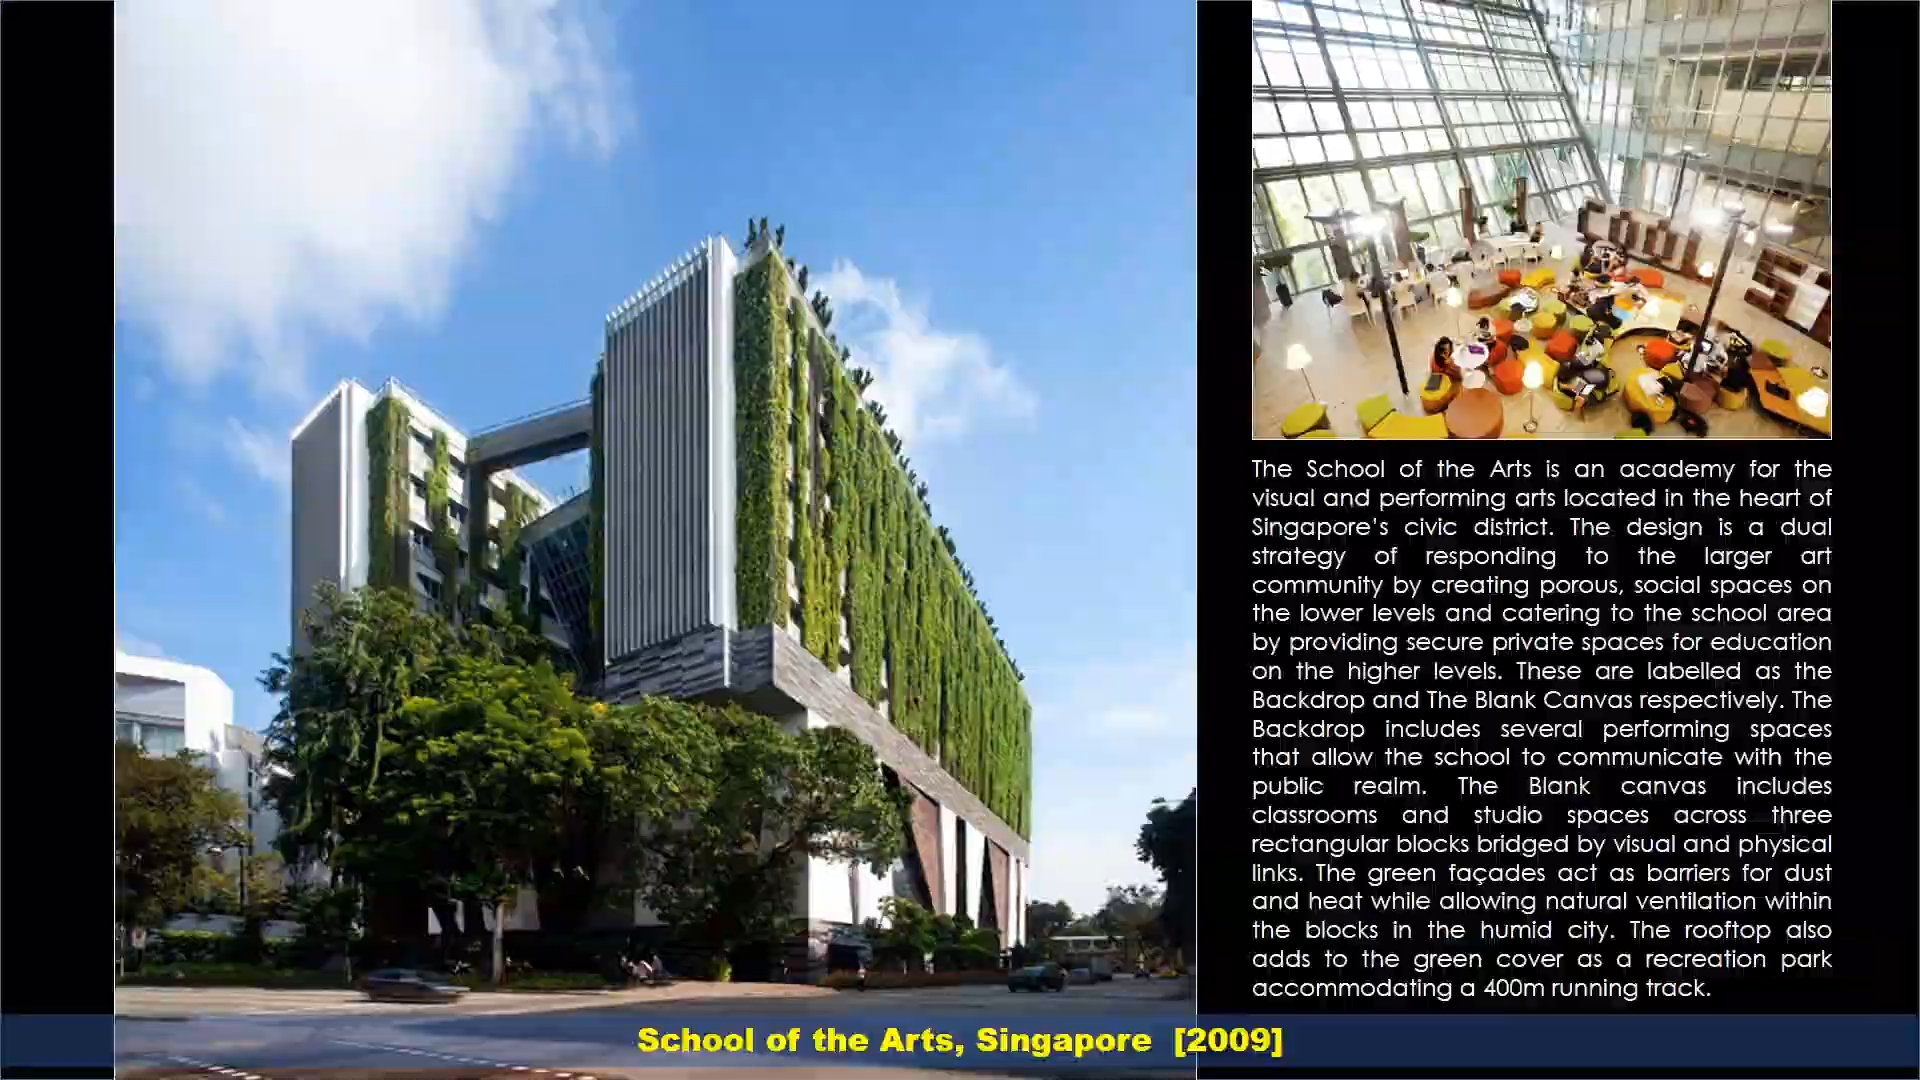 The School of the Arts is an academy for the
visual and performing arts located in the heart of
Singapore's civic district. The design is a dual
strategy of responding to the larger art
community by creating porous, social spaces on
the lower levels and catering to the school area
by providing secure private spaces for education
on the higher levels. These are labelled as the
Backdrop and The Blank Canvas respectively. The
Backdrop includes several performing spaces
that allow the school to communicate with the
public realm. The Blank canvas includes
classrooms and studio spaces across three
rectangular blocks bridged by visual and physical
links. The green façades act as barriers for dust
and heat while allowing natural ventilation within
the blocks in the humid city. The rooftop also
adds to the green cover as a recreation park
accommodating a 400m running track.
School of the Arts, Singapore [2009]